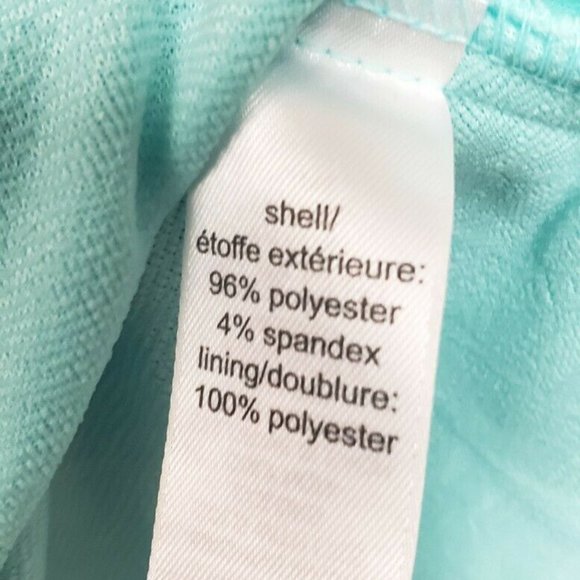 shell/
étoffe extérieure:
96% polyester
4% spandex
lining/doublure:
100% polyester